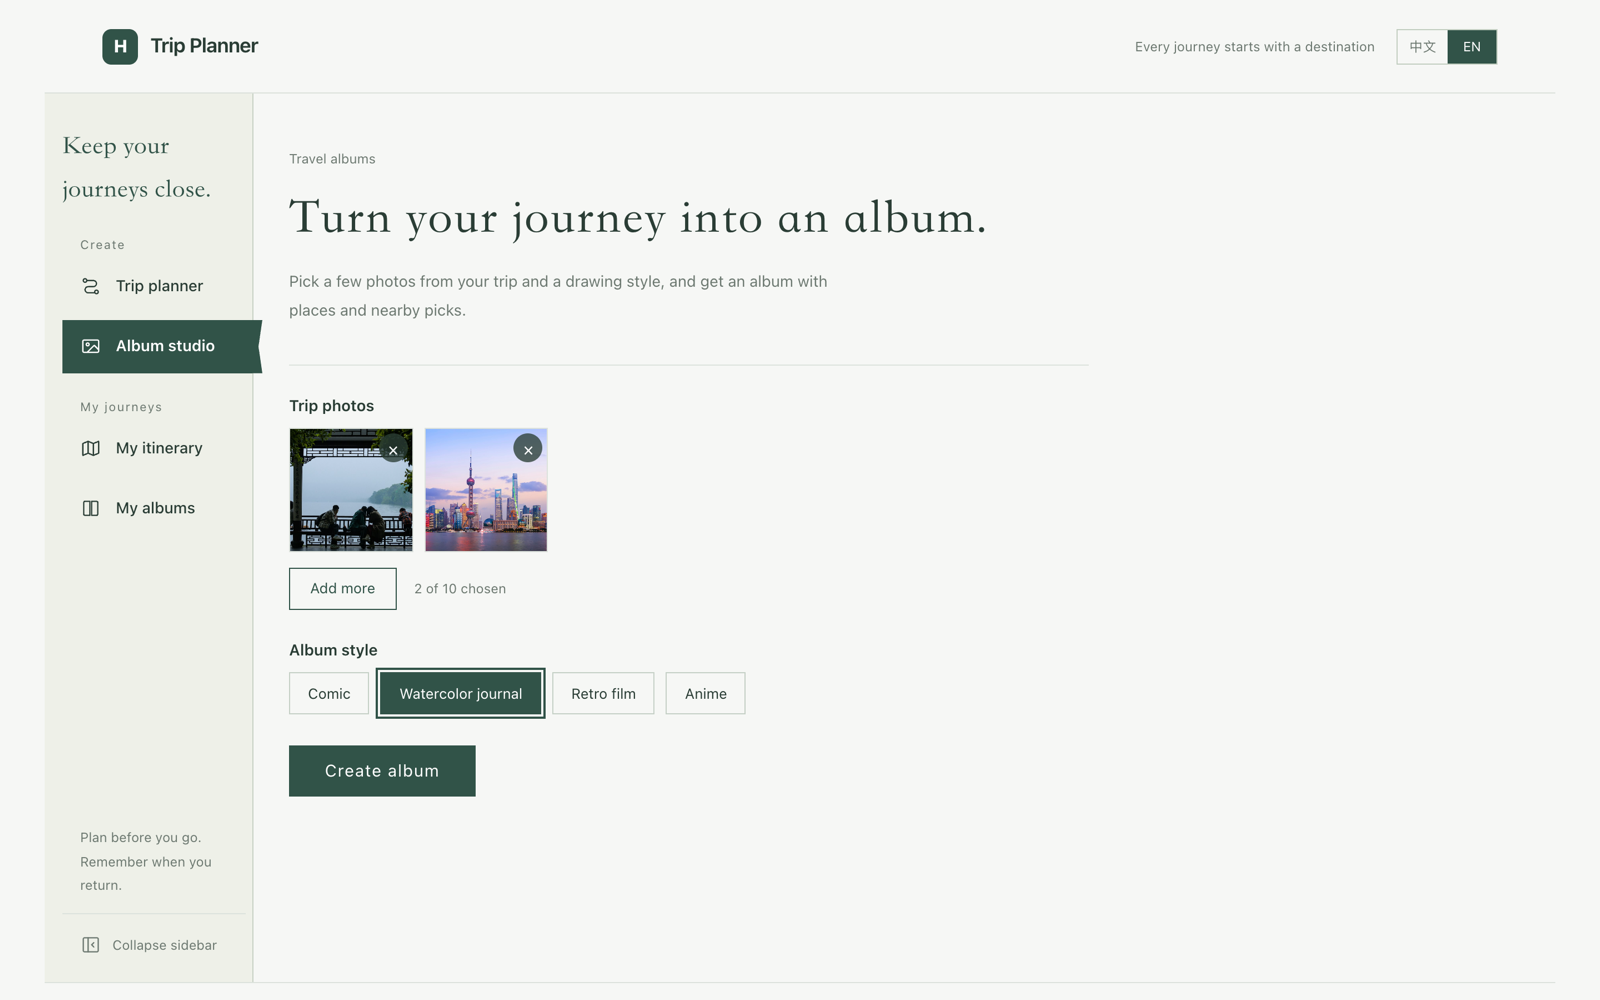 H
Trip Planner
Every journey starts with a destination
中文
EN
Keep your
journeys close.
Create
Trip planner
Album studio
My journeys
My itinerary
My albums
Plan before you go.
Remember when you
return.
Collapse sidebar
Travel albums
Turn your journey into an album.
Pick a few photos from your trip and a drawing style, and get an album with
places and nearby picks.
Trip photos
Add more
2 of 10 chosen
Album style
Comic
Watercolor journal
Retro film
Anime
Create album